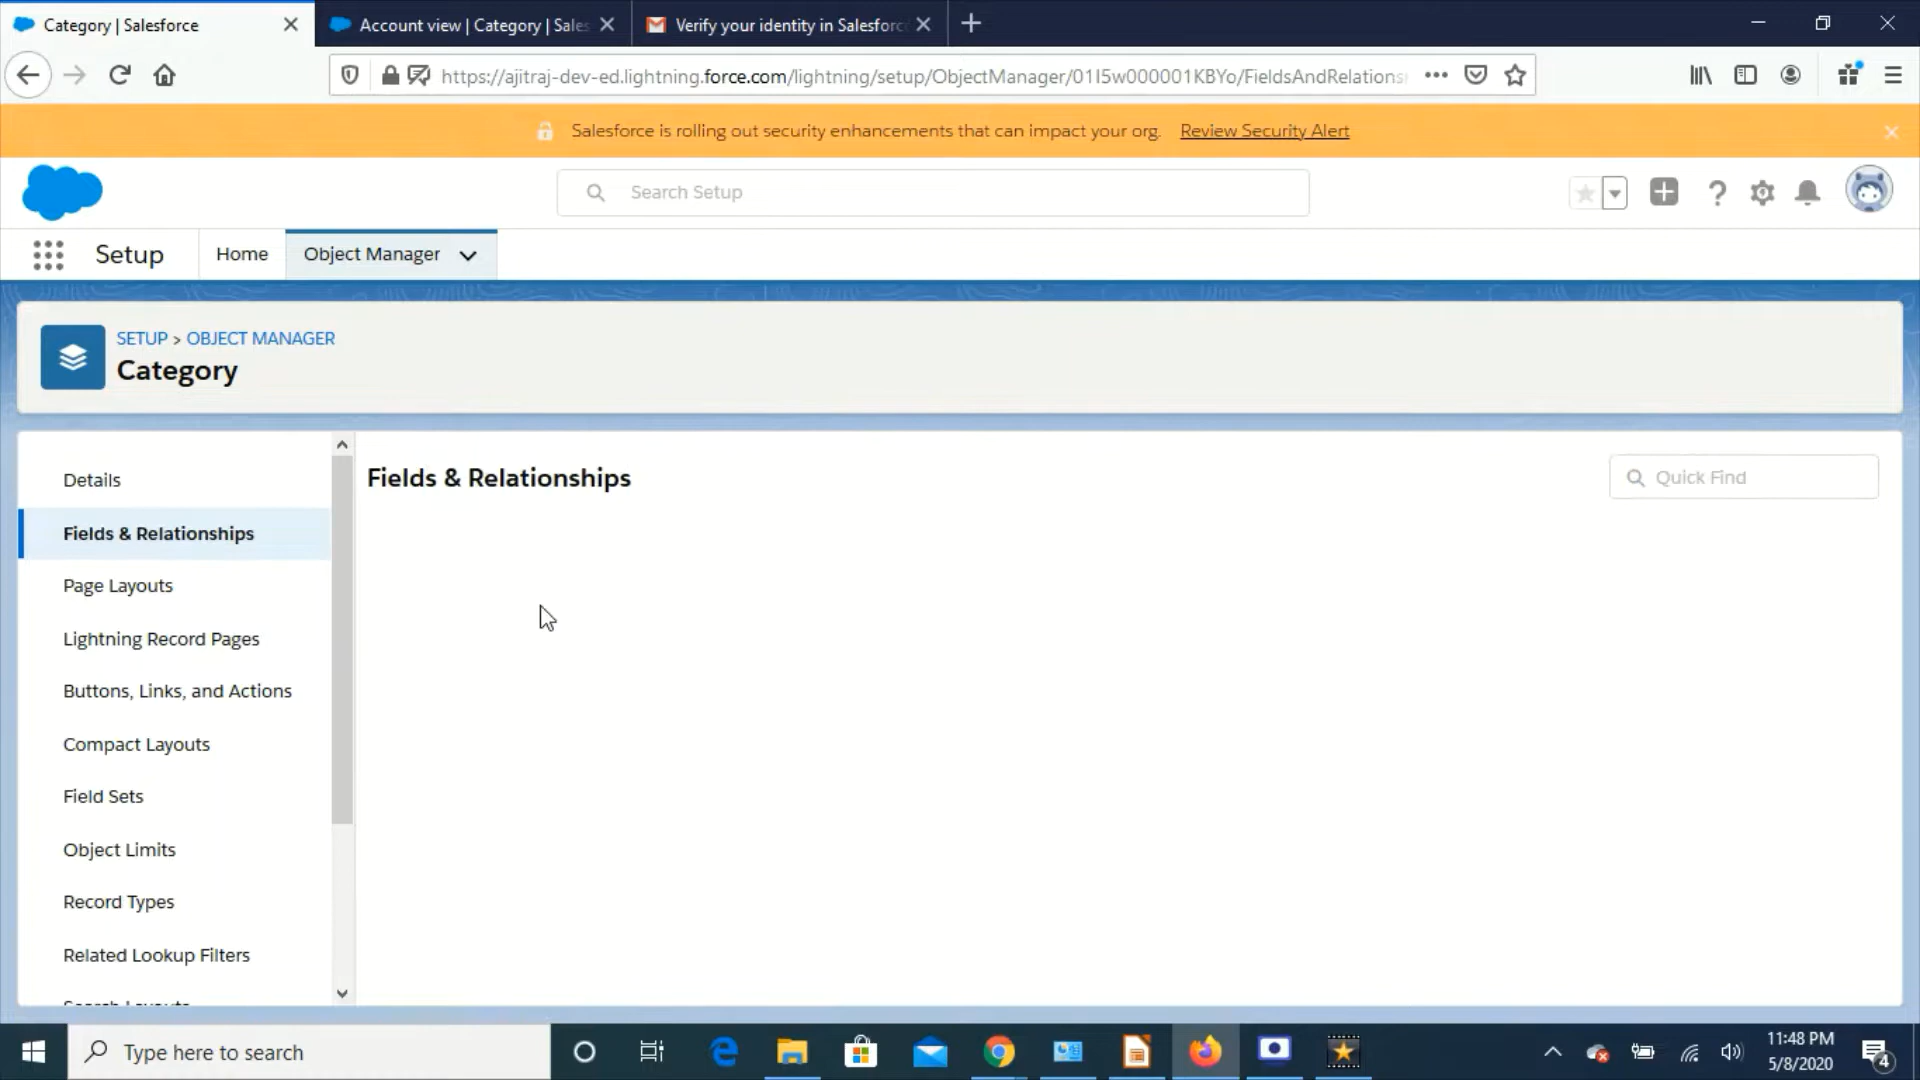 Category | Salesforce
Account view | Category | Sales
Verify your identity in Salesforc
https://ajitraj-dev-ed.lightning.force.com/lightning/setup/ObjectManager/01I5w000001KBYo/FieldsAndRelations
Salesforce is rolling out security enhancements that can impact your org. Review Security Alert
Search Setup
Setup
Home
Object Manager
SETUP > OBJECT MANAGER
Category
Details
Fields & Relationships
Page Layouts
Lightning Record Pages
Buttons, Links, and Actions
Compact Layouts
Field Sets
Object Limits
Record Types
Related Lookup Filters
Search Layouts
Fields & Relationships
Quick Find
Type here to search
11:48 PM
5/8/2020
4